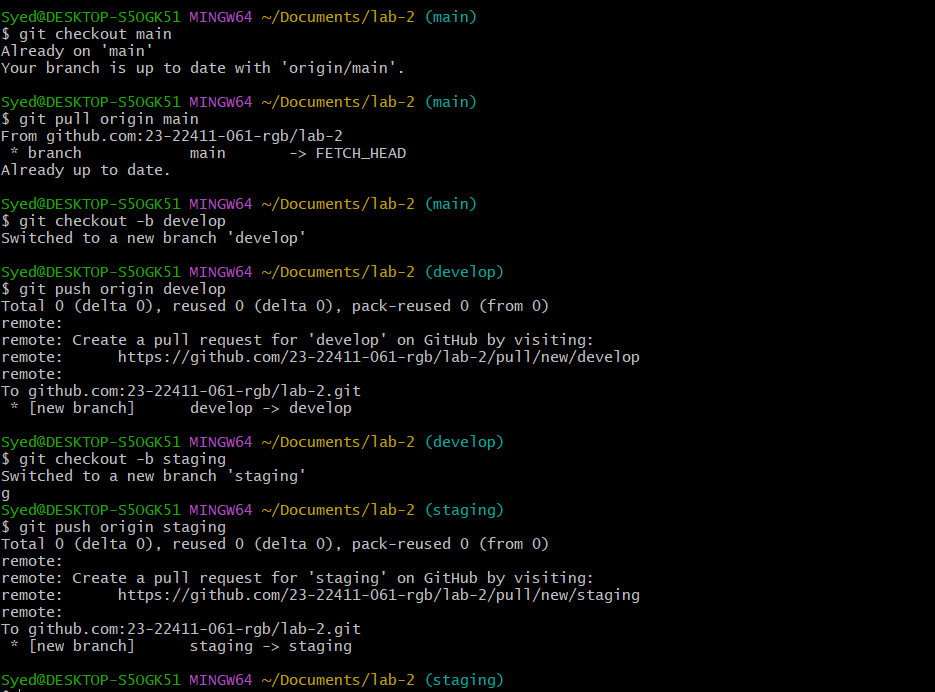 Syed@DESKTOP-S5OGK51 MINGW64 ~/Documents/lab-2 (main)
$ git checkout main
Already on 'main'
Your branch is up to date with 'origin/main'.
Syed@DESKTOP-S5OGK51 MINGW64 ~/Documents/lab-2 (main)
$ git pull origin main
From github.com:23-22411-061-rgb/lab-2
 * branch            main       -> FETCH_HEAD
Already up to date.
Syed@DESKTOP-S5OGK51 MINGW64 ~/Documents/lab-2 (main)
$ git checkout -b develop
Switched to a new branch 'develop'
Syed@DESKTOP-S5OGK51 MINGW64 ~/Documents/lab-2 (develop)
$ git push origin develop
Total 0 (delta 0), reused 0 (delta 0), pack-reused 0 (from 0)
remote:
remote: Create a pull request for 'develop' on GitHub by visiting:
remote:      https://github.com/23-22411-061-rgb/lab-2/pull/new/develop
remote:
To github.com:23-22411-061-rgb/lab-2.git
 * [new branch]      develop -> develop
Syed@DESKTOP-S5OGK51 MINGW64 ~/Documents/lab-2 (develop)
$ git checkout -b staging
Switched to a new branch 'staging'
g
Syed@DESKTOP-S5OGK51 MINGW64 ~/Documents/lab-2 (staging)
$ git push origin staging
Total 0 (delta 0), reused 0 (delta 0), pack-reused 0 (from 0)
remote:
remote: Create a pull request for 'staging' on GitHub by visiting:
remote:      https://github.com/23-22411-061-rgb/lab-2/pull/new/staging
remote:
To github.com:23-22411-061-rgb/lab-2.git
 * [new branch]      staging -> staging
Syed@DESKTOP-S5OGK51 MINGW64 ~/Documents/lab-2 (staging)